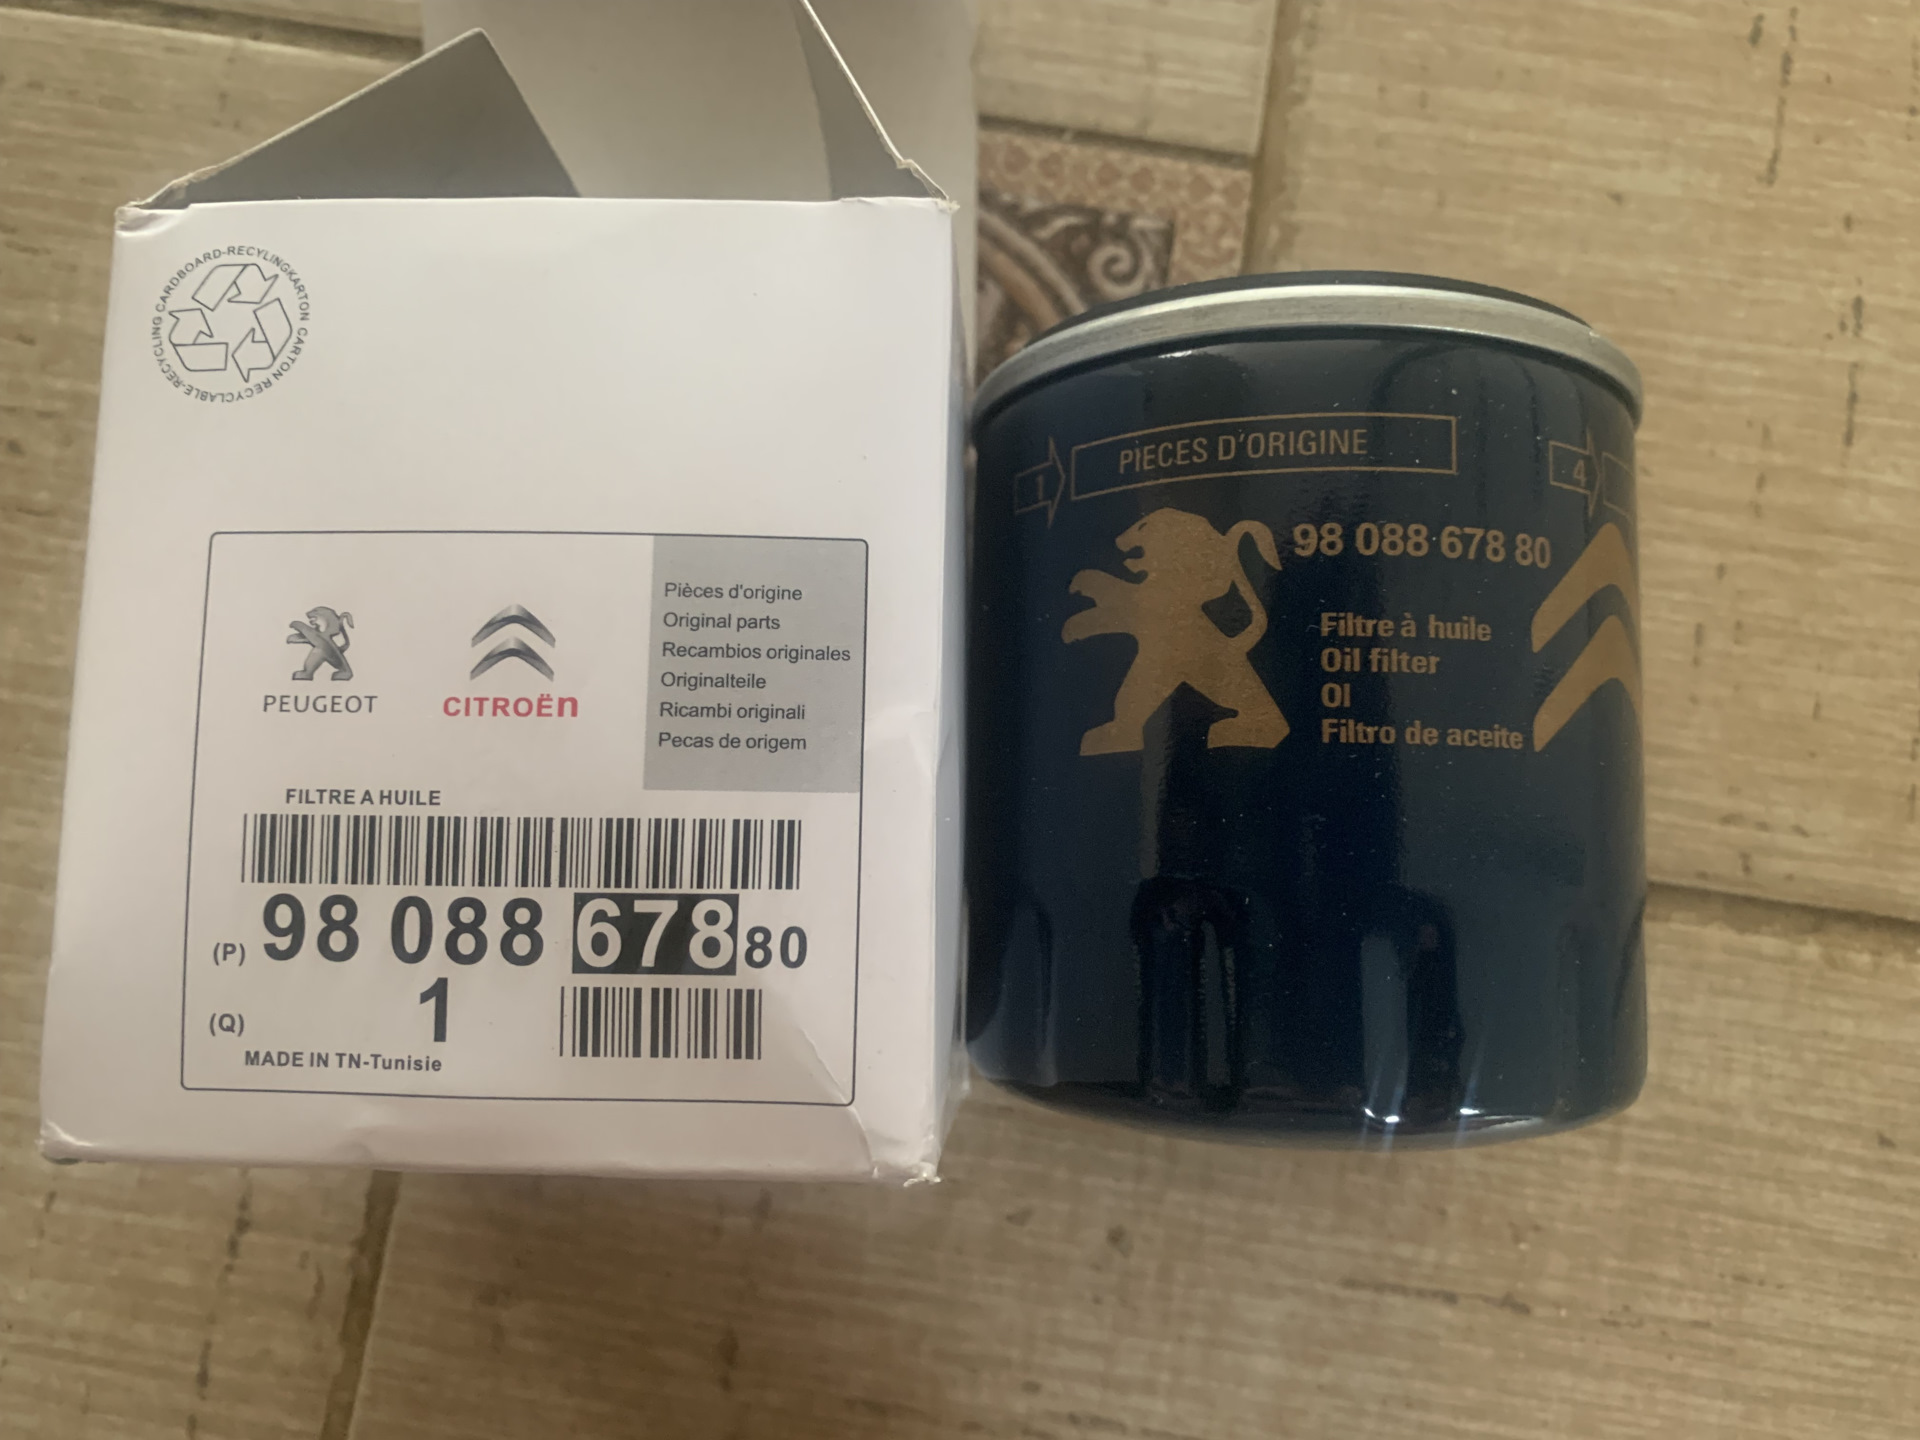 CARDBOARD-RECYLINGKARTON CARTON RECYCLABLE-RECYCLING
PEUGEOT
CITROËn
Pièces d'origine
Original parts
Recambios originales
Originalteile
Ricambi originali
Pecas de origem
FILTRE A HUILE
(P) 98 088 678 80
(Q) 1
MADE IN TN-Tunisie
1
PIECES D'ORIGINE
4
98 088 678 80
Filtre à huile
Oil filter
Ol
Filtro de aceite